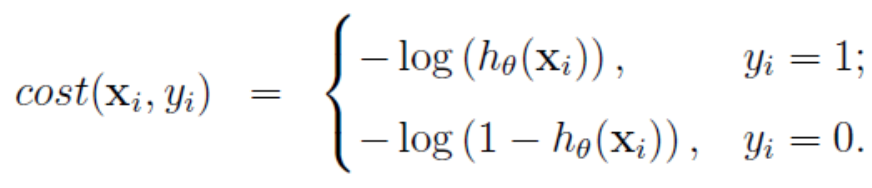 cost(xᵢ, yᵢ) = { − log (h_θ(xᵢ)) , yᵢ = 1;
− log (1 − h_θ(xᵢ)) , yᵢ = 0.